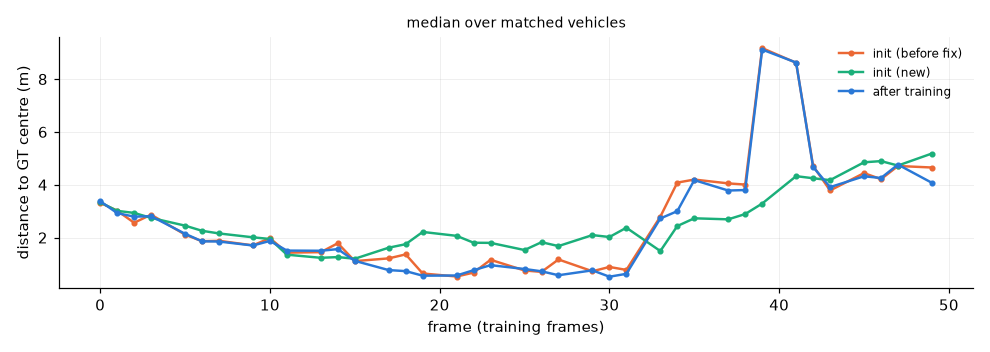 median over matched vehicles
distance to GT centre (m)
8
6
4
2
init (before fix)
init (new)
after training
0
10
20
30
40
50
frame (training frames)